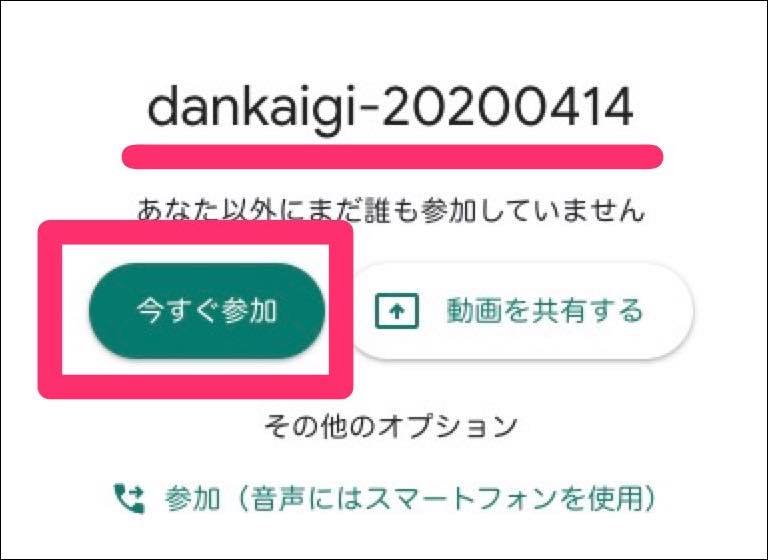 dankaigi-20200414
あなた以外にまだ誰も参加していません
今すぐ参加
動画を共有する
その他のオプション
参加（音声にはスマートフォンを使用）